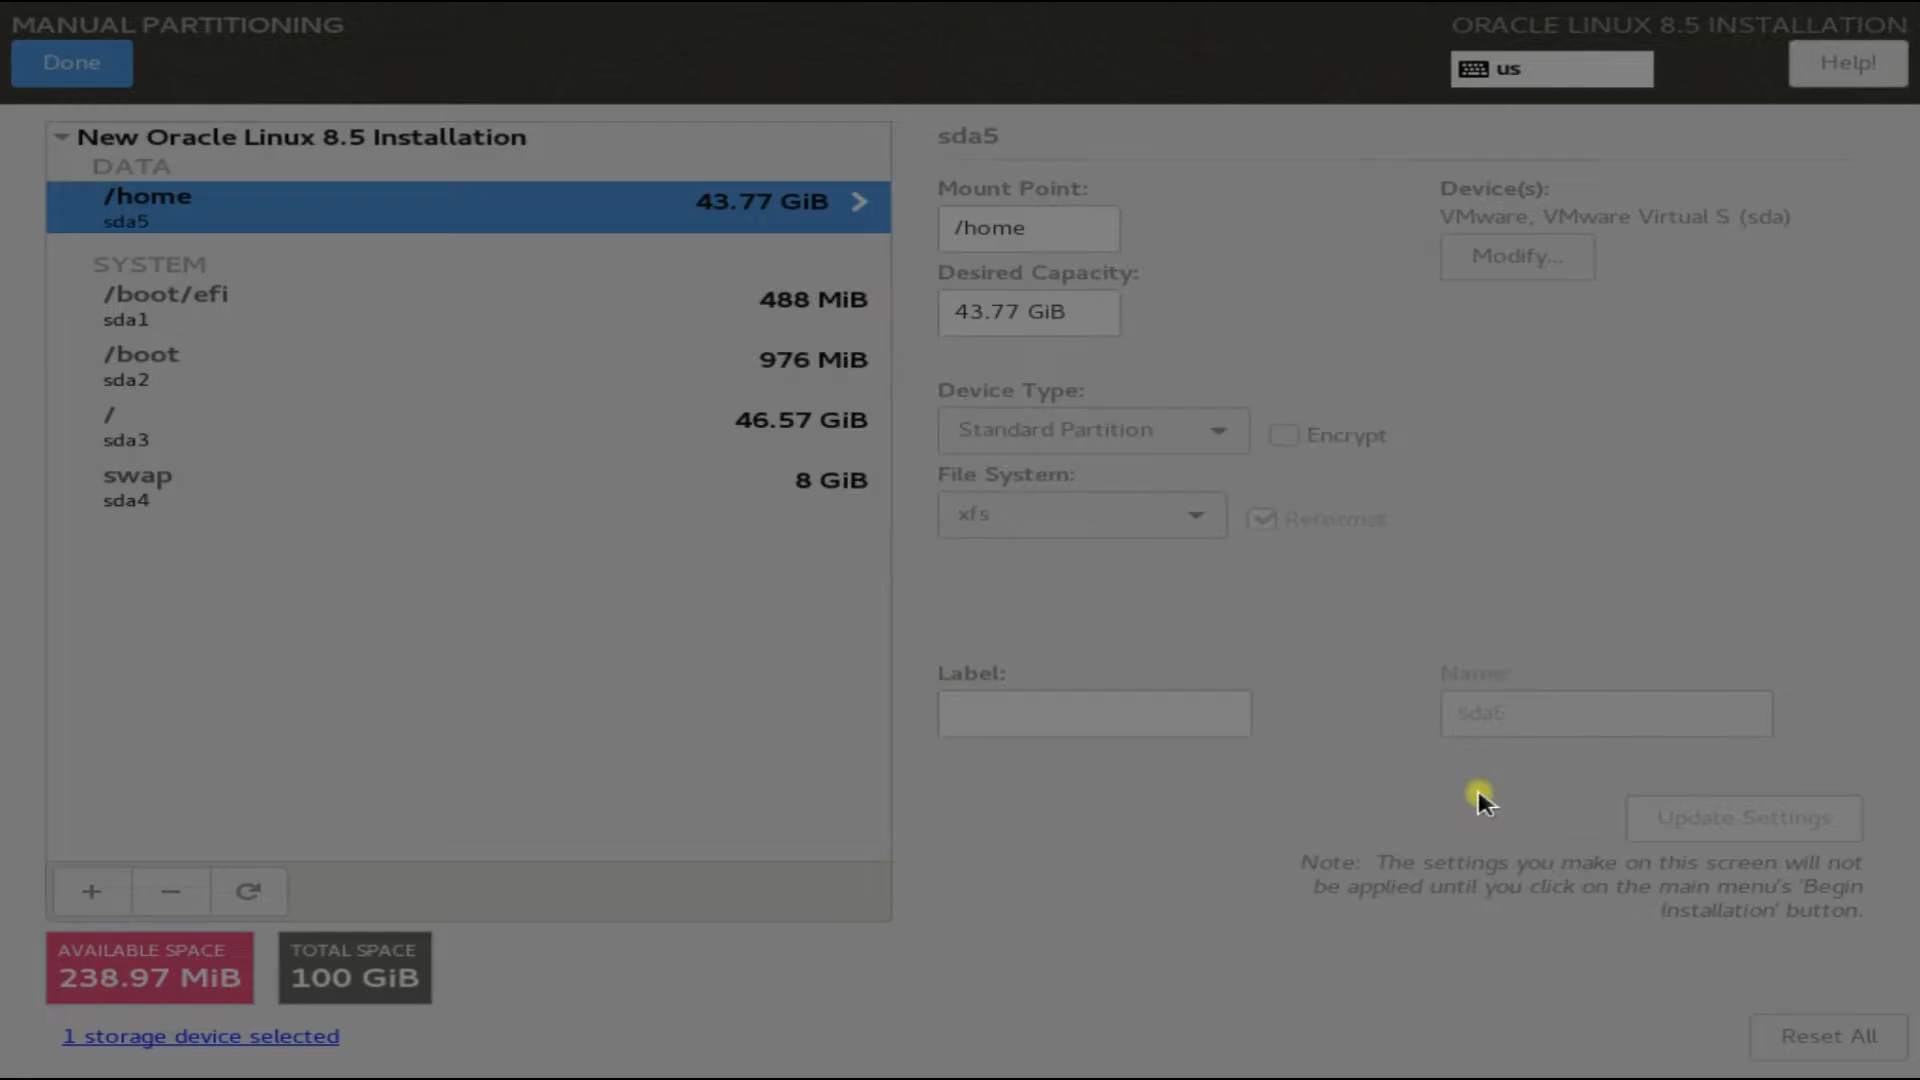 MANUAL PARTITIONING
ORACLE LINUX 8.5 INSTALLATION
Done
us
Help!
New Oracle Linux 8.5 Installation
DATA
/home
43.77 GiB
sda5
SYSTEM
/boot/efi
488 MiB
sda1
/boot
976 MiB
sda2
/
46.57 GiB
sda3
swap
8 GiB
sda4
+
−
AVAILABLE SPACE
238.97 MiB
TOTAL SPACE
100 GiB
1 storage device selected
sda5
Mount Point:
/home
Desired Capacity:
43.77 GiB
Device(s):
VMware, VMware Virtual S (sda)
Modify...
Device Type:
Standard Partition
Encrypt
File System:
xfs
Reformat
Label:
Name:
sda5
Update Settings
Note: The settings you make on this screen will not
be applied until you click on the main menu's 'Begin
Installation' button.
Reset All